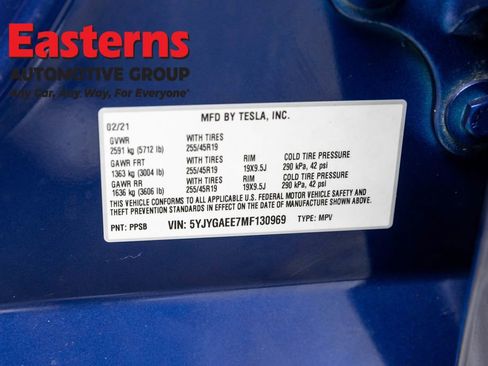 Easterns
AUTOMOTIVE GROUP
Any Car, Any Way, For Everyone
MFD BY TESLA, INC.
02/21
GVWR WITH TIRES
2591 kg (5712 lb) 255/45R19
GAWR FRT WITH TIRES RIM COLD TIRE PRESSURE
1363 kg (3004 lb) 255/45R19 19X9.5J 290 kPa, 42 psi
GAWR RR WITH TIRES RIM COLD TIRE PRESSURE
1636 kg (3606 lb) 255/45R19 19X9.5J 290 kPa, 42 psi
THIS VEHICLE CONFORMS TO ALL APPLICABLE U.S. FEDERAL MOTOR VEHICLE SAFETY AND
THEFT PREVENTION STANDARDS IN EFFECT ON THE DATE OF MANUFACTURE SHOWN ABOVE.
PNT: PPSB VIN: 5YJYGAEE7MF130969 TYPE: MPV